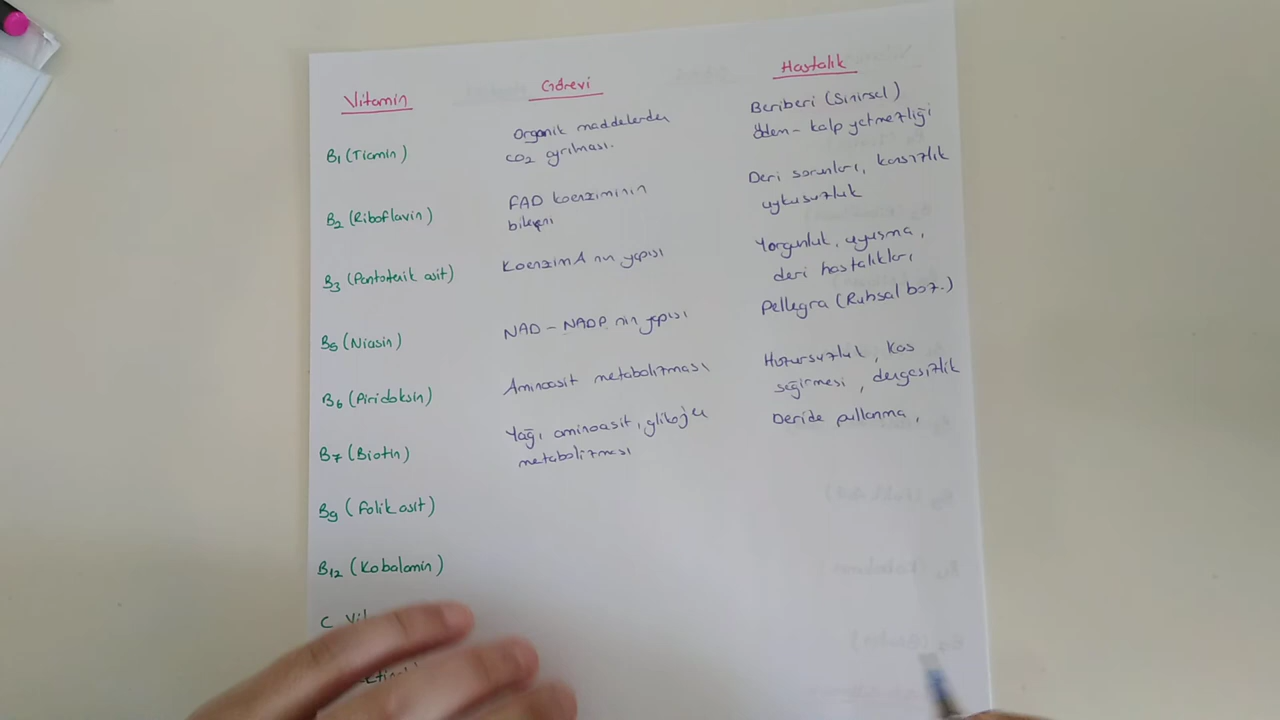 Vitamin Görevi Hastalık
B1 (Tiamin) Organik maddelerden Beriberi (Sinirsel)
CO2 ayrılması. Ödem - kalp yetmezliği
B2 (Riboflavin) FAD koenziminin Deri sorunları, kansızlık
bileşeni uykusuzluk
B3 (Pantotenik asit) Koenzim A nın yapısı Yorgunluk, uyuşma,
deri hastalıkları
B5 (Niasin) NAD - NADP nin yapısı Pellegra (Ruhsal boz.)
B6 (Piridoksin) Aminoasit metabolizması Huzursuzluk, kas
seğirmesi, dengesizlik
B7 (Biotin) Yağ, aminoasit, glikojen Deride pullanma,
metabolizması
B9 (Folik asit)
B12 (Kobalamin)
C